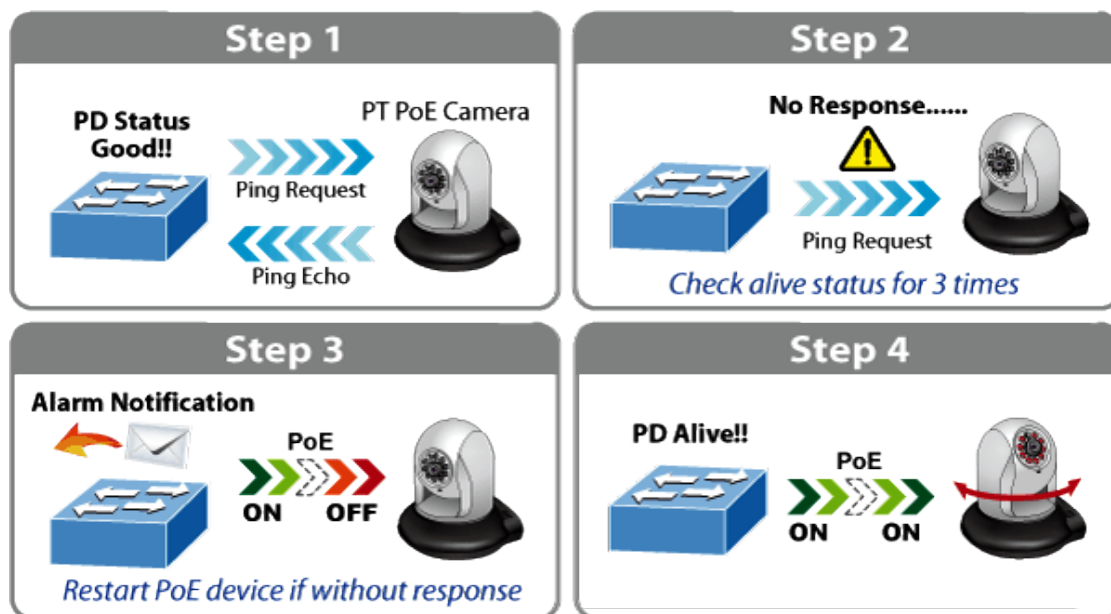 Step 1
PD Status
Good!!
PT PoE Camera
Ping Request
Ping Echo
Step 2
No Response......
Ping Request
Check alive status for 3 times
Step 3
Alarm Notification
PoE
ON OFF
Restart PoE device if without response
Step 4
PD Alive!!
PoE
ON ON